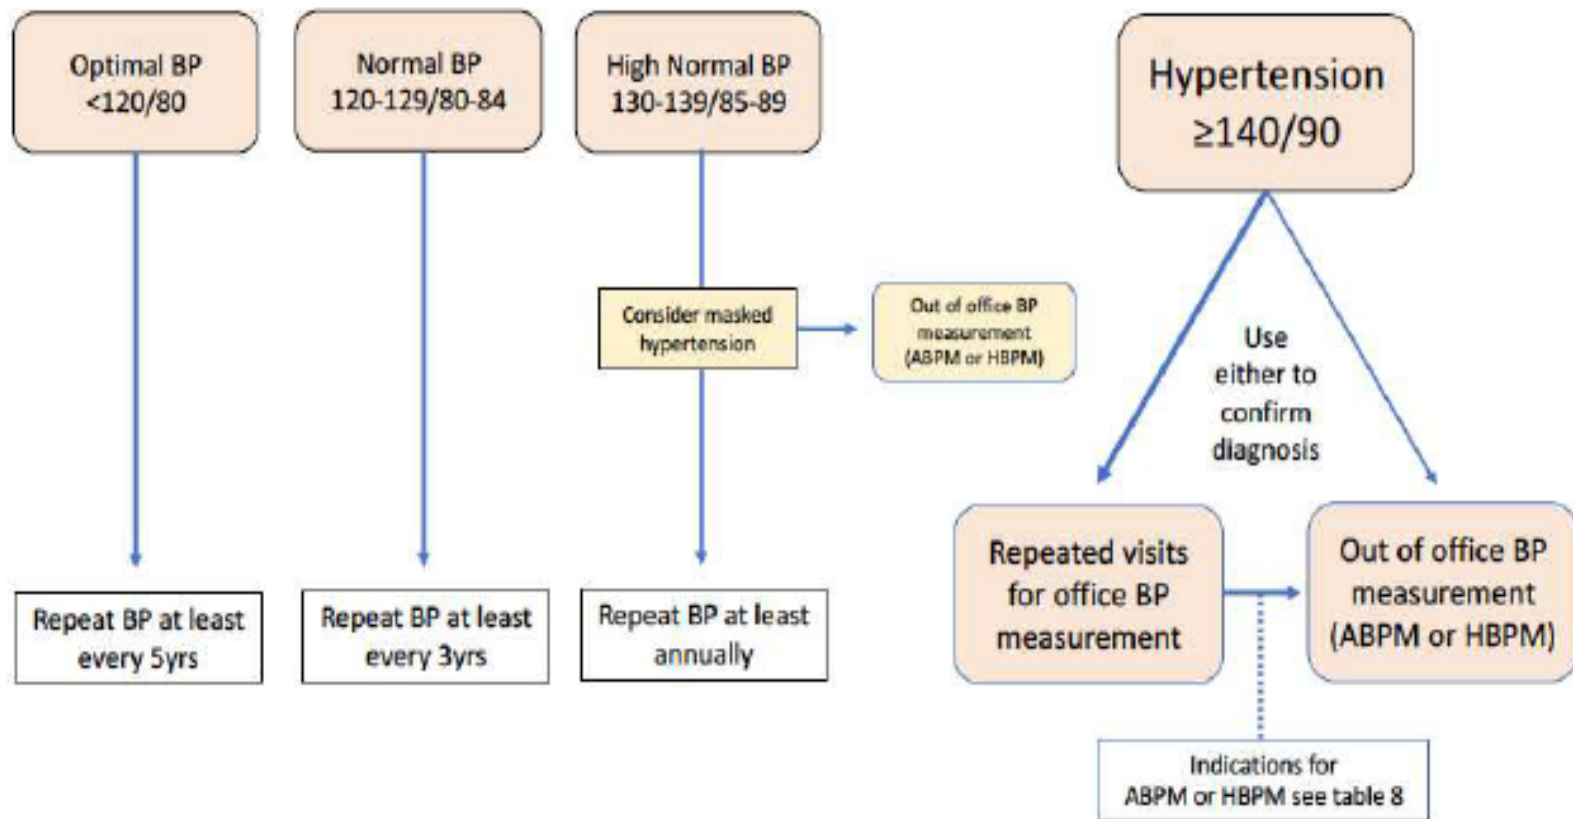 Optimal BP
<120/80
Normal BP
120-129/80-84
High Normal BP
130-139/85-89
Hypertension
≥140/90
Consider masked
hypertension
Out of office BP
measurement
(ABPM or HBPM)
Use
either to
confirm
diagnosis
Repeat BP at least
every 5yrs
Repeat BP at least
every 3yrs
Repeat BP at least
annually
Repeated visits
for office BP
measurement
Out of office BP
measurement
(ABPM or HBPM)
Indications for
ABPM or HBPM see table 8